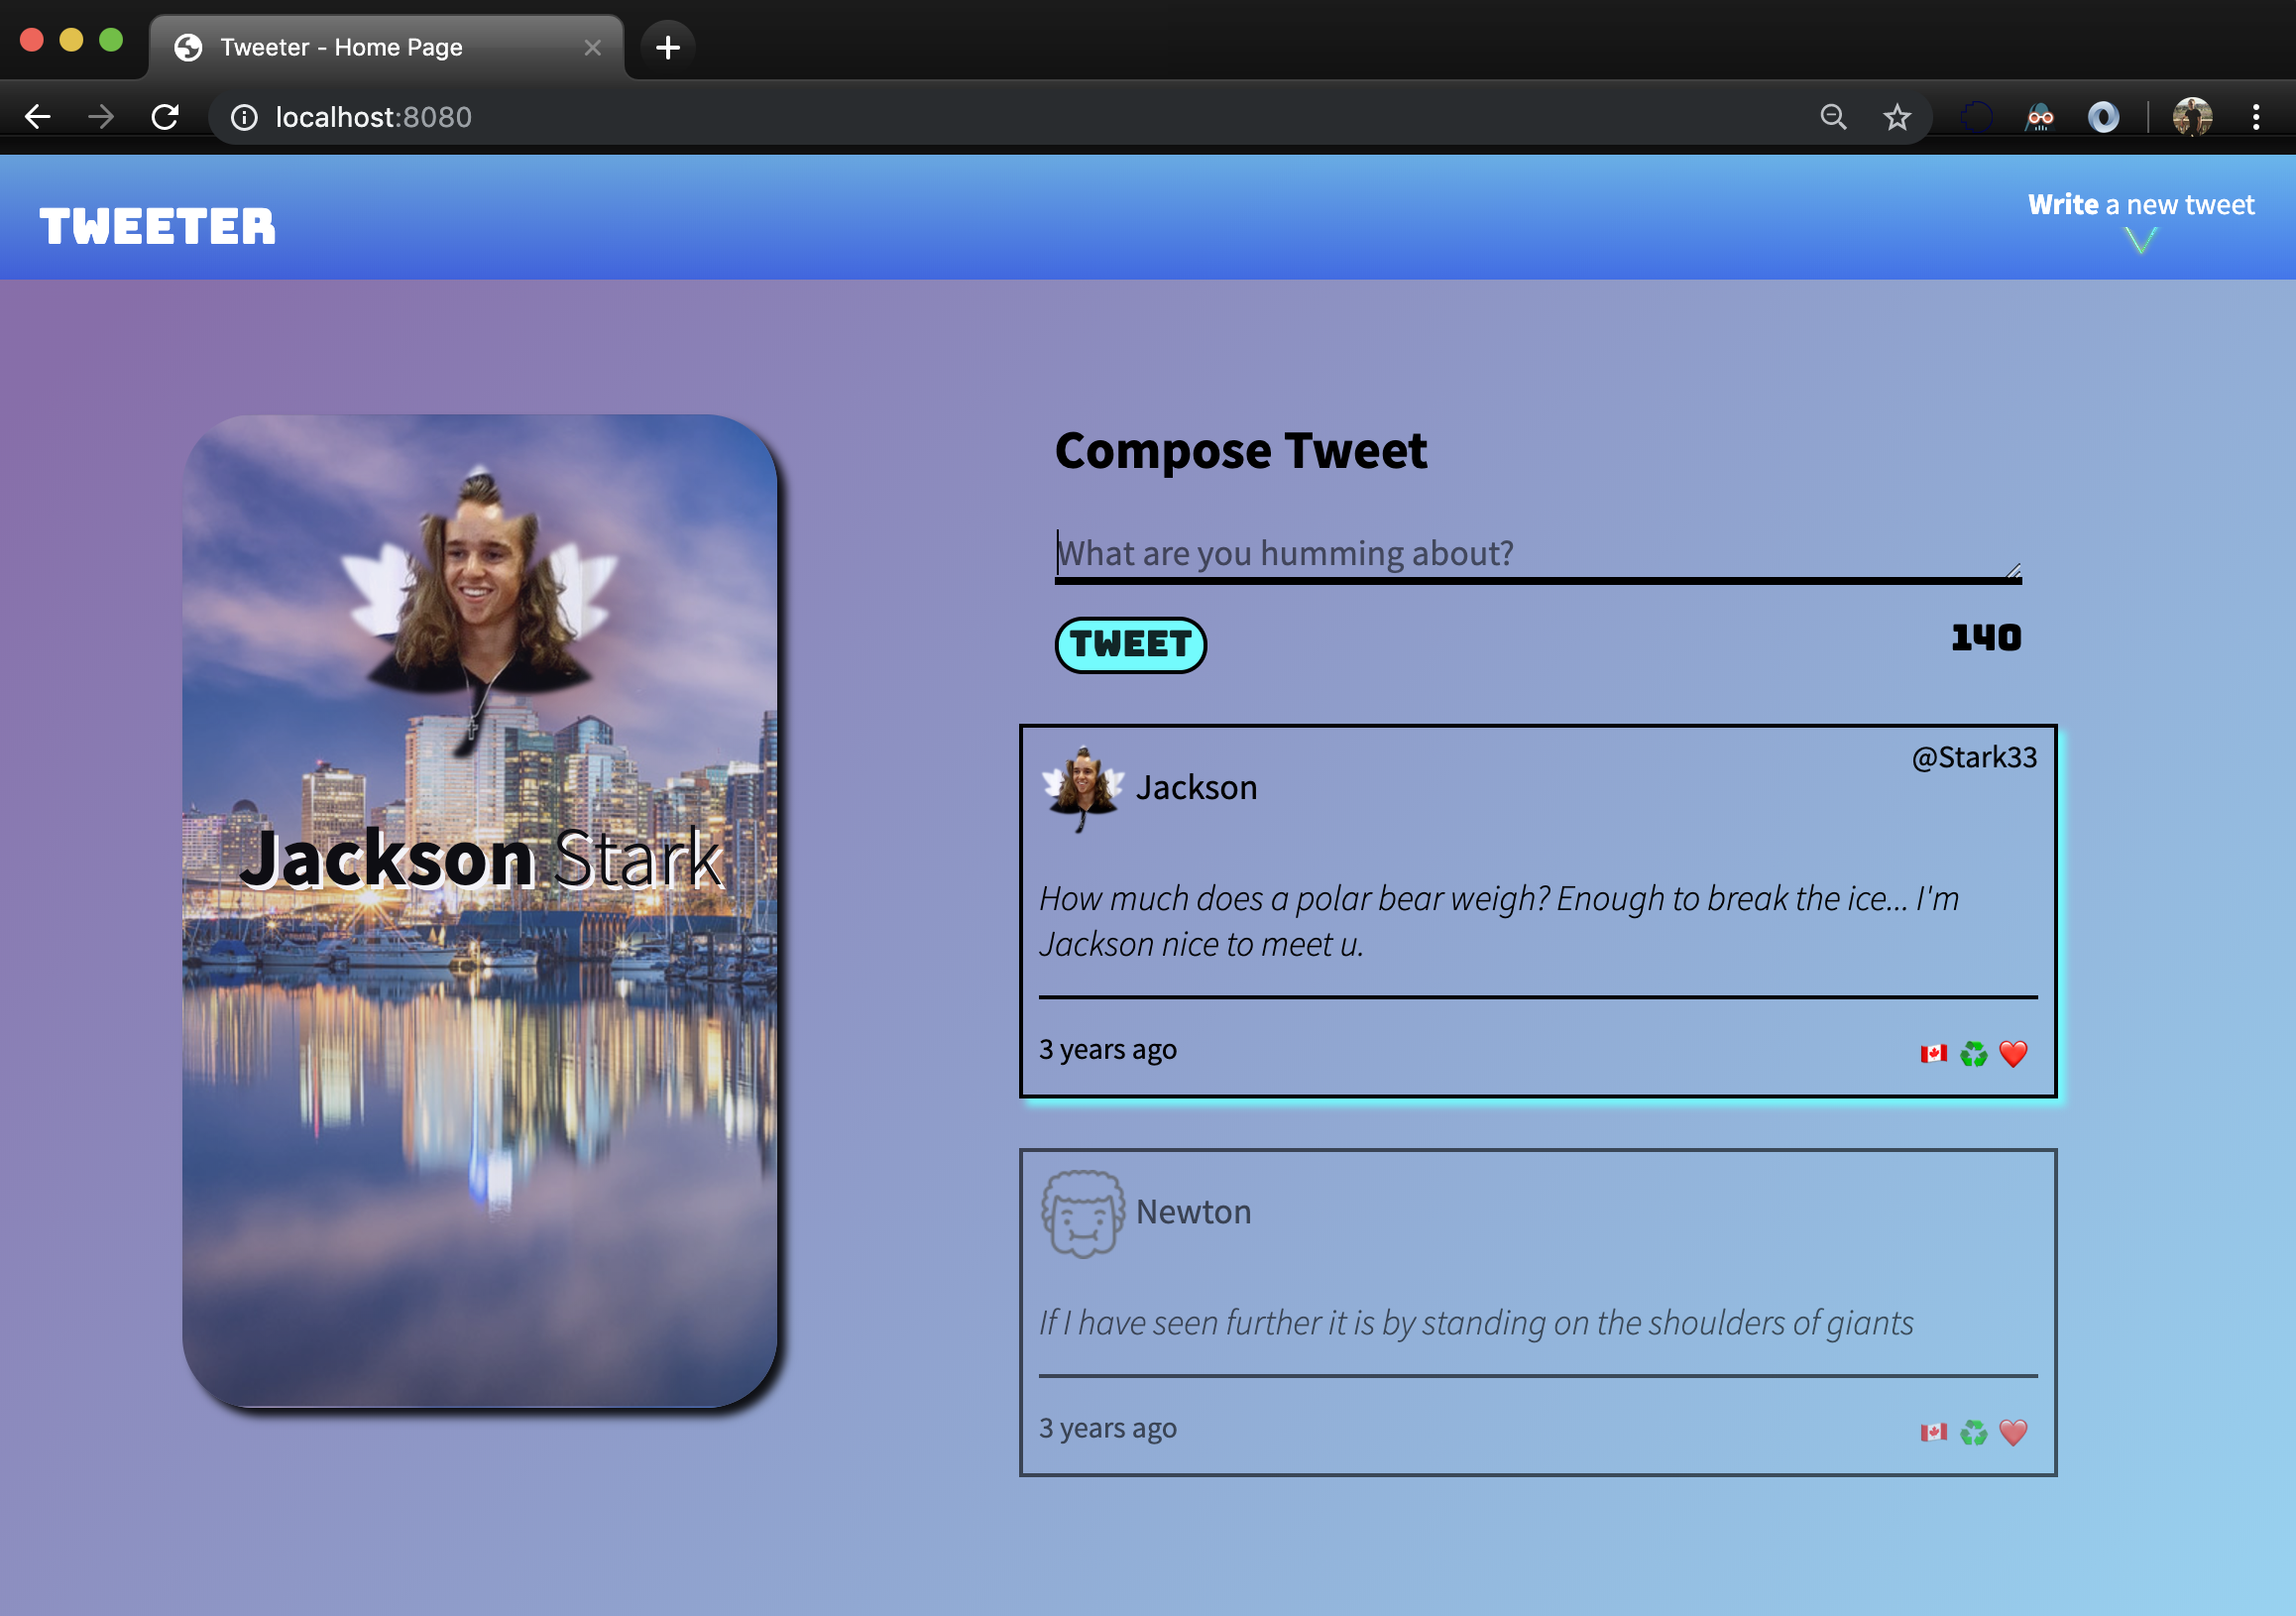 Tweeter - Home Page
localhost:8080
TWEETER
Write a new tweet
Jackson Stark
Compose Tweet
What are you humming about?
TWEET
140
Jackson
@Stark33
How much does a polar bear weigh? Enough to break the ice... I'm
Jackson nice to meet u.
3 years ago
Newton
If I have seen further it is by standing on the shoulders of giants
3 years ago